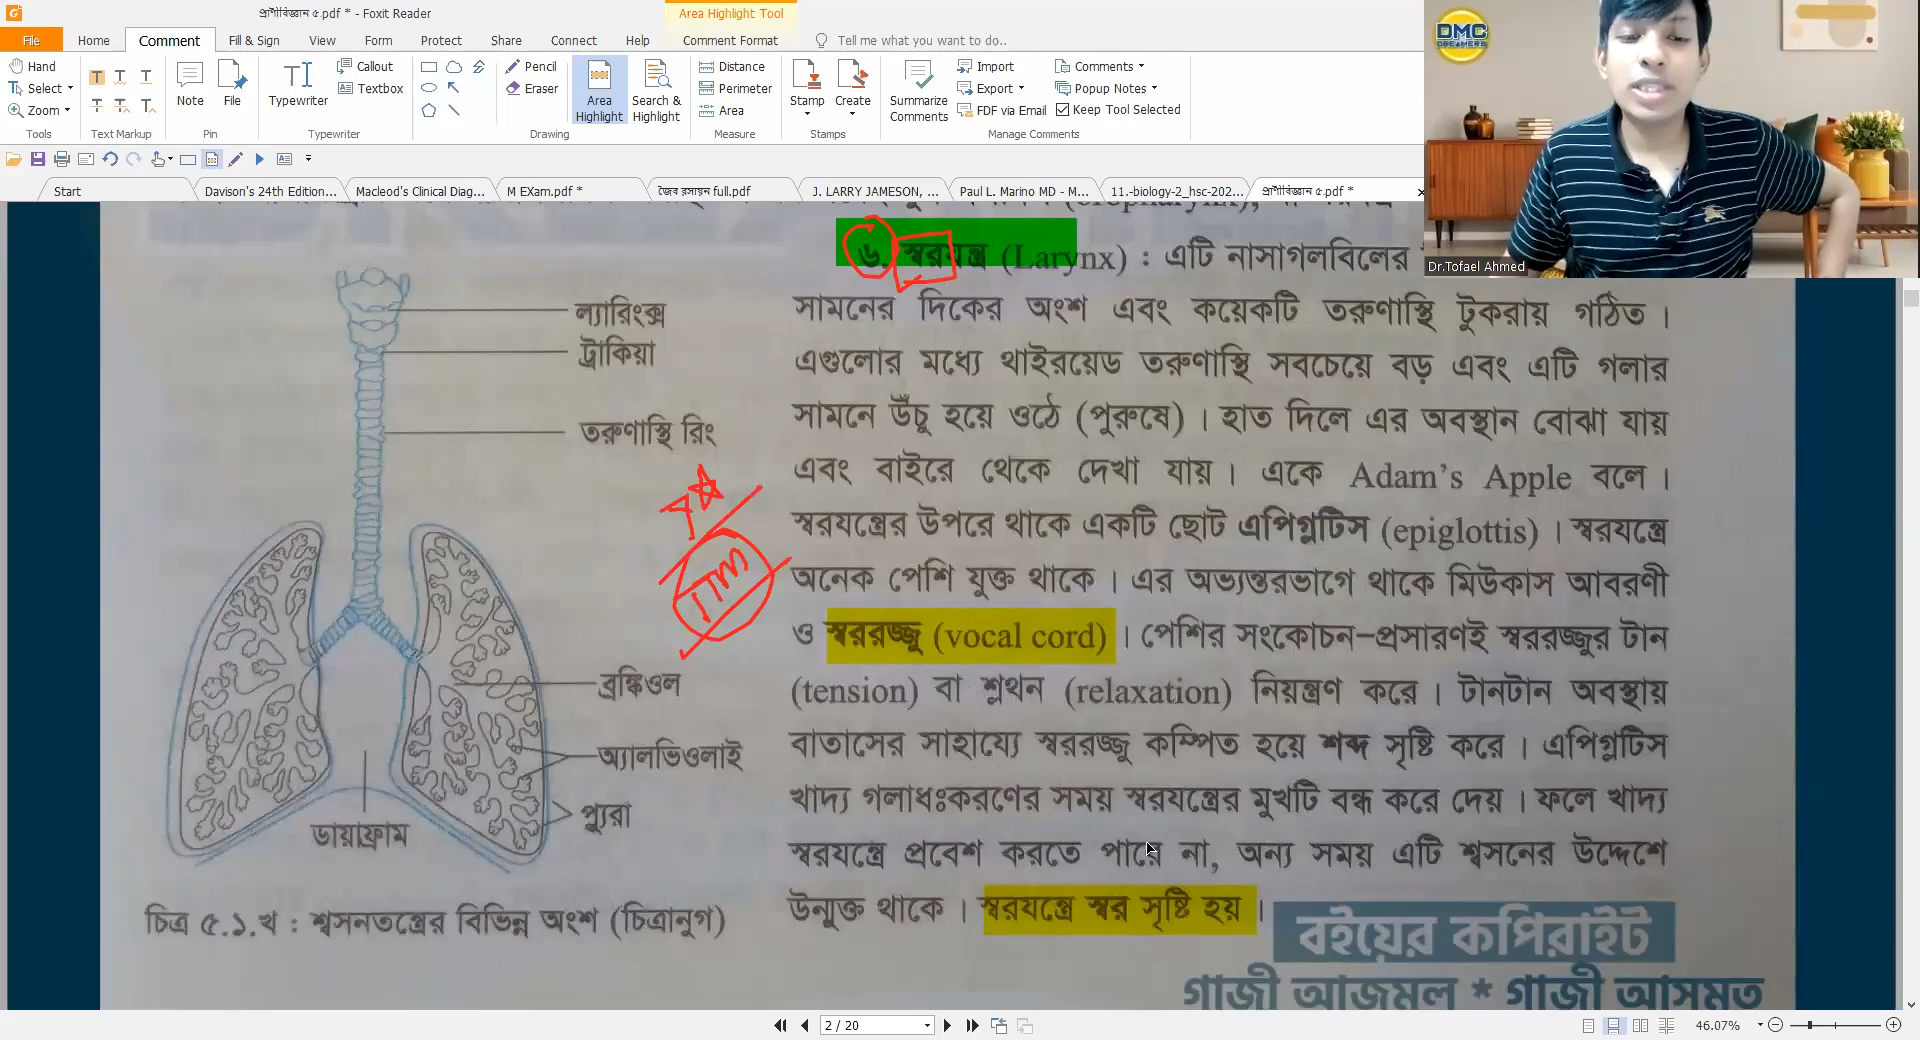 প্রাণীবিজ্ঞান ৫.pdf * - Foxit Reader
Area Highlight Tool
File Home Comment Fill & Sign View Form Protect Share Connect Help Comment Format Tell me what you want to do..
Hand
Select
Zoom
Tools
Text Markup
Note
File
Pin
Typewriter
Callout
Textbox
Typewriter
Pencil
Eraser
Area Highlight
Search & Highlight
Drawing
Distance
Perimeter
Area
Measure
Stamp
Create
Stamps
Summarize Comments
Import
Export
FDF via Email
Comments
Popup Notes
Keep Tool Selected
Manage Comments
DMC
DREAMERS
Dr.Tofael Ahmed
Start Davison's 24th Edition... Macleod's Clinical Diag... M EXam.pdf * জৈব রসায়ন full.pdf J. LARRY JAMESON, ... Paul L. Marino MD - M... 11.-biology-2_hsc-202... প্রাণীবিজ্ঞান ৫.pdf *
৬. স্বরযন্ত্র (Larynx) : এটি নাসাগলবিলের
সামনের দিকের অংশ এবং কয়েকটি তরুণাস্থি টুকরায় গঠিত।
এগুলোর মধ্যে থাইরয়েড তরুণাস্থি সবচেয়ে বড় এবং এটি গলার
সামনে উঁচু হয়ে ওঠে (পুরুষে)। হাত দিলে এর অবস্থান বোঝা যায়
এবং বাইরে থেকে দেখা যায়। একে Adam's Apple বলে।
স্বরযন্ত্রের উপরে থাকে একটি ছোট এপিগ্লটিস (epiglottis)। স্বরযন্ত্রে
অনেক পেশি যুক্ত থাকে। এর অভ্যন্তরভাগে থাকে মিউকাস আবরণী
ও স্বররজ্জু (vocal cord)। পেশির সংকোচন-প্রসারণই স্বররজ্জুর টান
(tension) বা শ্লথন (relaxation) নিয়ন্ত্রণ করে। টানটান অবস্থায়
বাতাসের সাহায্যে স্বররজ্জু কম্পিত হয়ে শব্দ সৃষ্টি করে। এপিগ্লটিস
খাদ্য গলাধঃকরণের সময় স্বরযন্ত্রের মুখটি বন্ধ করে দেয়। ফলে খাদ্য
স্বরযন্ত্রে প্রবেশ করতে পারে না, অন্য সময় এটি শ্বসনের উদ্দেশে
উন্মুক্ত থাকে। স্বরযন্ত্রে স্বর সৃষ্টি হয়।
ল্যারিংক্স
ট্রাকিয়া
তরুণাস্থি রিং
ব্রঙ্কিওল
অ্যালভিওলাই
প্ল্যুরা
ডায়াফ্রাম
চিত্র ৫.১.খ : শ্বসনতন্ত্রের বিভিন্ন অংশ (চিত্রানুগ)
বইয়ের কপিরাইট
গাজী আজমল * গাজী আসমত
2 / 20
46.07%